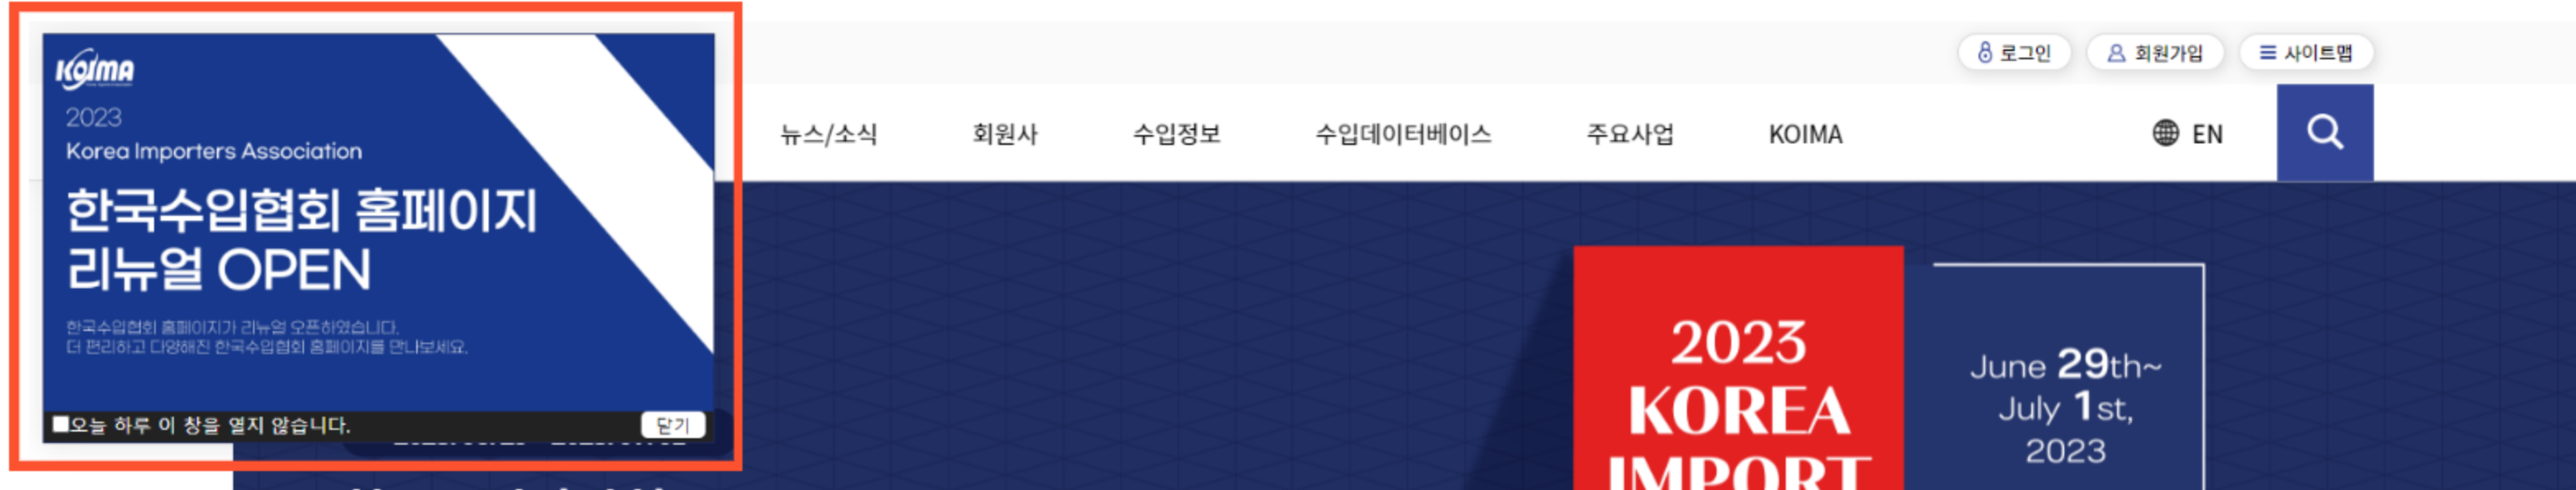 KOIMA
2023
Korea Importers Association
한국수입협회 홈페이지
리뉴얼 OPEN
한국수입협회 홈페이지가 리뉴얼 오픈하였습니다.
더 편리하고 다양해진 한국수입협회 홈페이지를 만나보세요.
오늘 하루 이 창을 열지 않습니다.
닫기
로그인
회원가입
사이트맵
뉴스/소식
회원사
수입정보
수입데이터베이스
주요사업
KOIMA
EN
2023
KOREA
IMPORT
June 29th~
July 1st,
2023